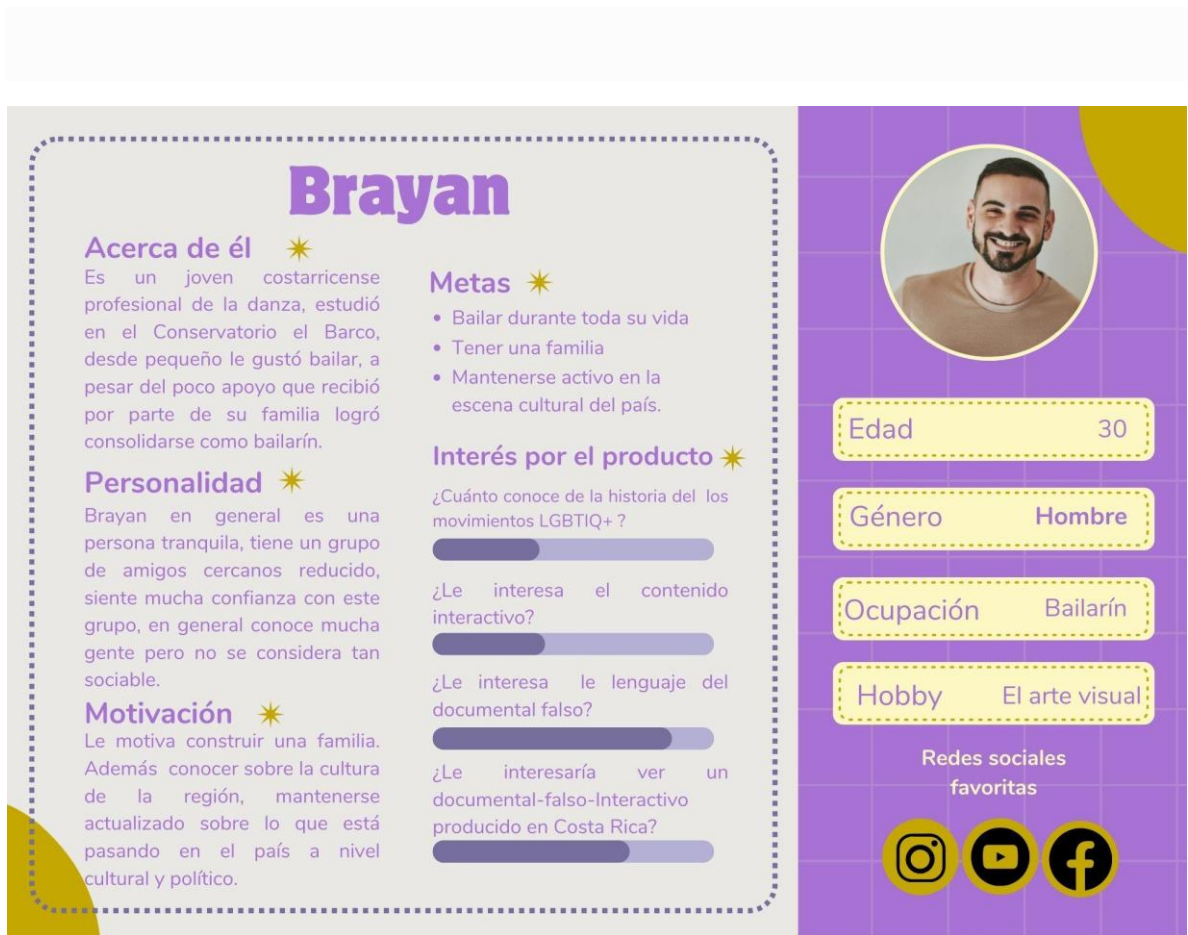 Brayan
Acerca de él
Es un joven costarricense
profesional de la danza, estudió
en el Conservatorio el Barco,
desde pequeño le gustó bailar, a
pesar del poco apoyo que recibió
por parte de su familia logró
consolidarse como bailarín.
Personalidad
Brayan en general es una
persona tranquila, tiene un grupo
de amigos cercanos reducido,
siente mucha confianza con este
grupo, en general conoce mucha
gente pero no se considera tan
sociable.
Motivación
Le motiva construir una familia.
Además conocer sobre la cultura
de la región, mantenerse
actualizado sobre lo que está
pasando en el país a nivel
cultural y político.
Metas
• Bailar durante toda su vida
• Tener una familia
• Mantenerse activo en la
escena cultural del país.
Interés por el producto
¿Cuánto conoce de la historia del los
movimientos LGBTIQ+ ?
¿Le interesa el contenido
interactivo?
¿Le interesa le lenguaje del
documental falso?
¿Le interesaría ver un
documental-falso-Interactivo
producido en Costa Rica?
Edad 30
Género Hombre
Ocupación Bailarín
Hobby El arte visual
Redes sociales
favoritas